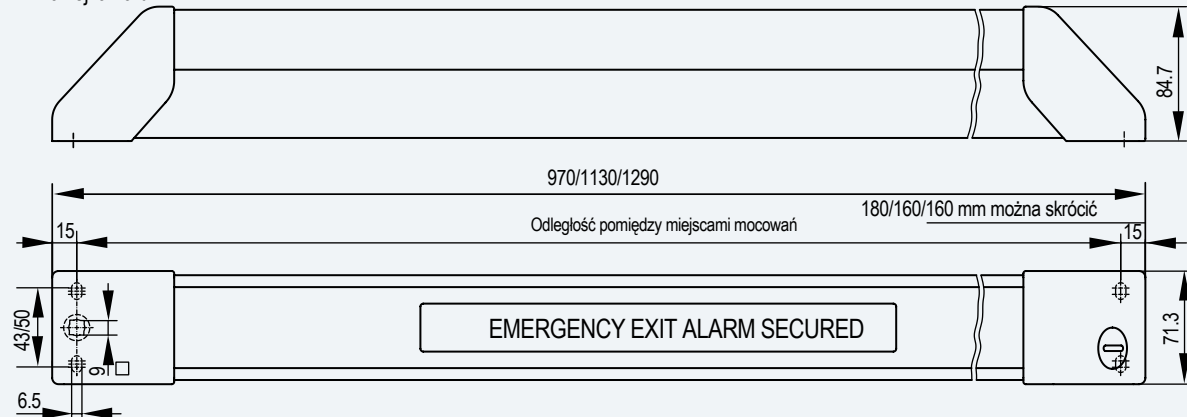 84.7
970/1130/1290
180/160/160 mm można skrócić
15
Odległość pomiędzy miejscami mocowań
15
43/50
EMERGENCY EXIT ALARM SECURED
71.3
9
6.5